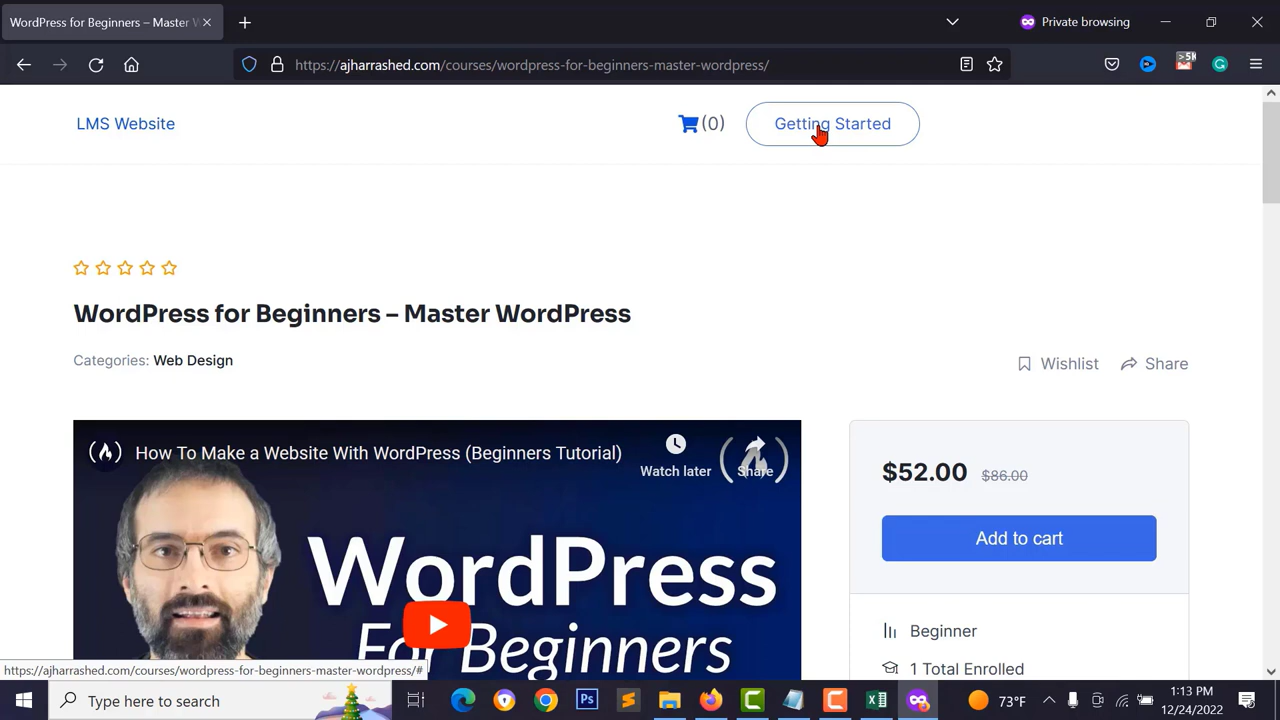 WordPress for Beginners – Master W
Private browsing
https://ajharrashed.com/courses/wordpress-for-beginners-master-wordpress/
>5K
LMS Website
(0)
Getting Started
WordPress for Beginners – Master WordPress
Categories: Web Design
Wishlist
Share
How To Make a Website With WordPress (Beginners Tutorial)
Watch later
Share
WordPress
For Beginners
$52.00 $86.00
Add to cart
Beginner
1 Total Enrolled
https://ajharrashed.com/courses/wordpress-for-beginners-master-wordpress/#
Type here to search
Ps
73°F
1:13 PM
12/24/2022